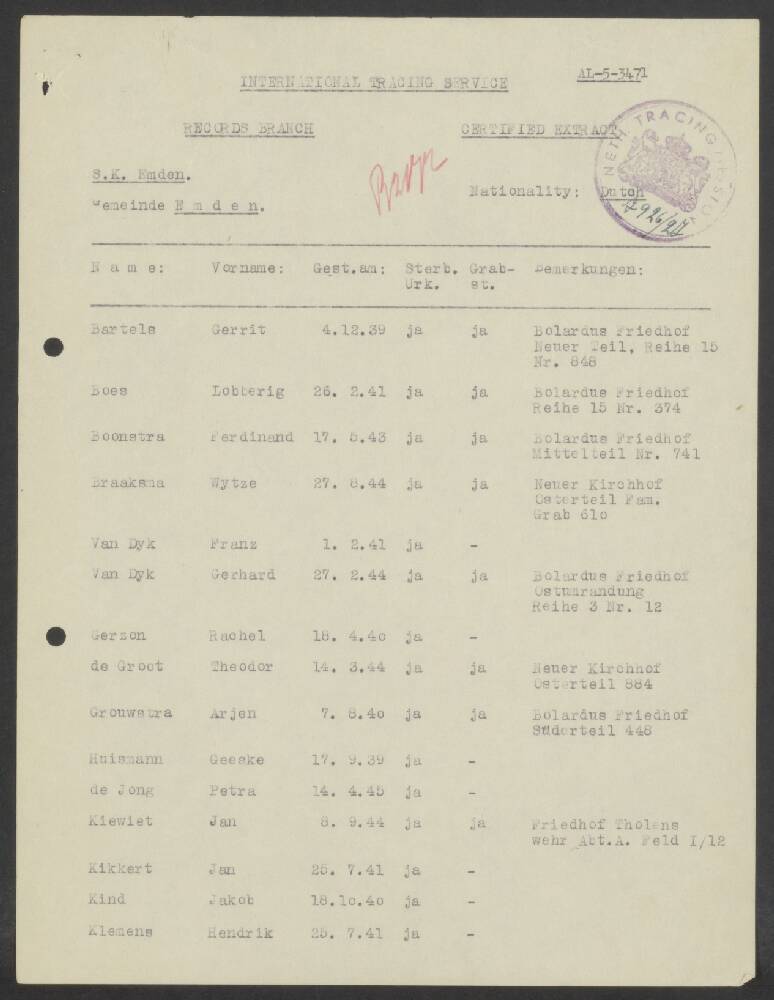 AL-5-3471
INTERNATIONAL TRACING SERVICE
RECORDS BRANCH CERTIFIED EXTRACT
NETH. TRACING MISSION
S.K. Emden.
Nationality: Dutch
Gemeinde E m d e n.
N a m e: Vorname: Gest.am: Sterb. Grab- Bemerkungen:
Urk. st.
Bartels Gerrit 4.12.39 ja ja Bolardus Friedhof
Neuer Teil, Reihe 15
Nr. 848
Boes Lobberig 26. 2.41 ja ja Bolardus Friedhof
Reihe 15 Nr. 374
Boonstra Ferdinand 17. 5.43 ja ja Bolardus Friedhof
Mittelteil Nr. 741
Braaksma Wytze 27. 8.44 ja ja Neuer Kirchhof
Osterteil Fam.
Grab 61o
Van Dyk Franz 1. 2.41 ja -
Van Dyk Gerhard 27. 2.44 ja ja Bolardus Friedhof
Ostumrandung
Reihe 3 Nr. 12
Gerson Rachel 18. 4.4o ja -
de Groot Theodor 14. 3.44 ja ja Neuer Kirchhof
Osterteil 884
Grouwstra Arjen 7. 8.4o ja ja Bolardus Friedhof
Süderteil 448
Huismann Geeske 17. 9.39 ja -
de Jong Petra 14. 4.45 ja -
Kiewiet Jan 8. 9.44 ja ja Friedhof Tholens
wehr Abt.A. Feld I/12
Kikkert Jan 25. 7.41 ja -
Kind Jakob 18.1o.4o ja -
Klemens Hendrik 25. 7.41 ja -